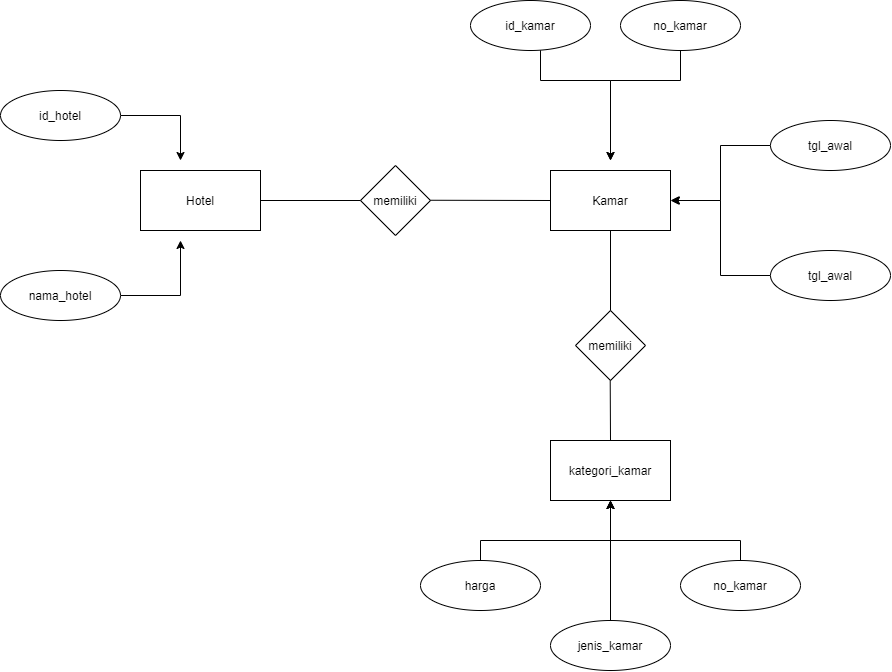 id_kamar
no_kamar
id_hotel
tgl_awal
Hotel
memiliki
Kamar
tgl_awal
nama_hotel
memiliki
kategori_kamar
harga
no_kamar
jenis_kamar